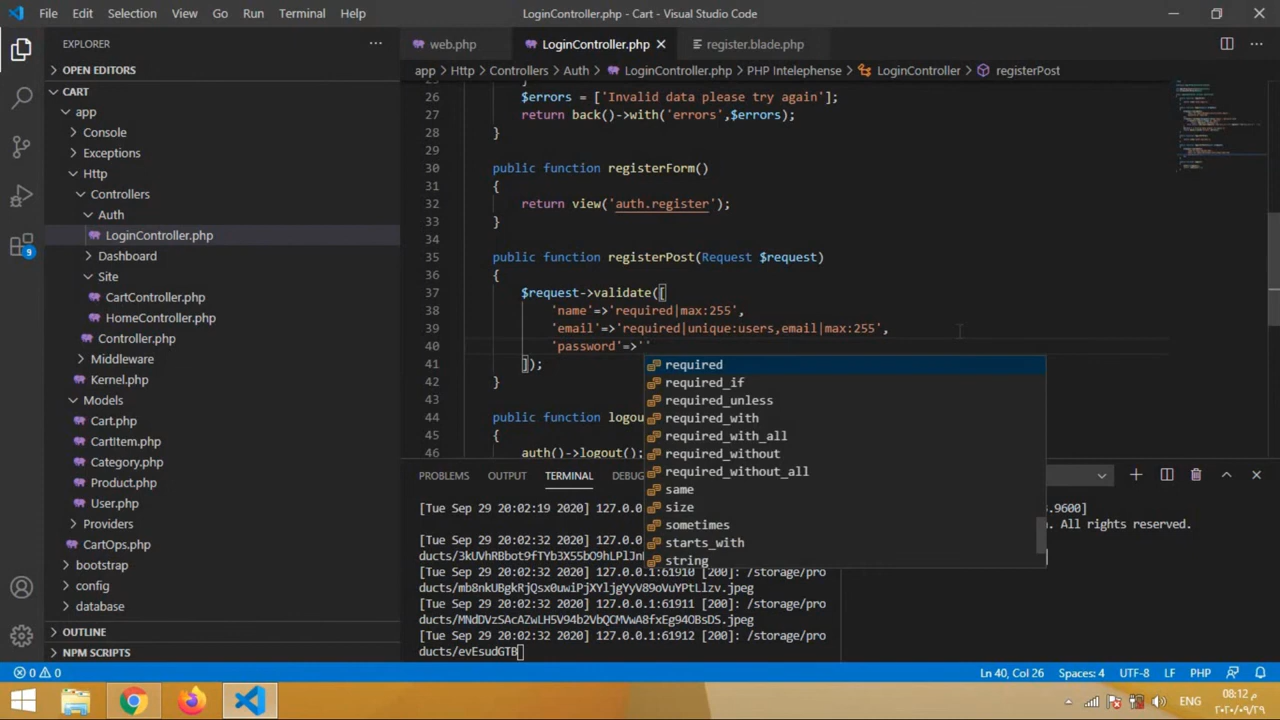 File Edit Selection View Go Run Terminal Help LoginController.php - Cart - Visual Studio Code
EXPLORER
OPEN EDITORS
CART
app
Console
Exceptions
Http
Controllers
Auth
LoginController.php
Dashboard
Site
CartController.php
HomeController.php
Controller.php
Middleware
Kernel.php
Models
Cart.php
CartItem.php
Category.php
Product.php
User.php
Providers
CartOps.php
bootstrap
config
database
OUTLINE
NPM SCRIPTS
9
web.php LoginController.php register.blade.php
app > Http > Controllers > Auth > LoginController.php > PHP Intelephense > LoginController > registerPost
25 }
26 $errors = ['Invalid data please try again'];
27 return back()->with('errors',$errors);
28 }
29
30 public function registerForm()
31 {
32 return view('auth.register');
33 }
34
35 public function registerPost(Request $request)
36 {
37 $request->validate([
38 'name'=>'required|max:255',
39 'email'=>'required|unique:users,email|max:255',
40 'password'=>''
41 ]);
42 }
43
44 public function logou
45 {
46 auth()->logout();
required
required_if
required_unless
required_with
required_with_all
required_without
required_without_all
same
size
sometimes
starts_with
string
PROBLEMS OUTPUT TERMINAL DEBUG
[Tue Sep 29 20:02:19 2020] 127.0.0
[Tue Sep 29 20:02:32 2020] 127.0.0
ducts/3kUVhRBbot9fTYb3X55bO9hLPlJn
[Tue Sep 29 20:02:32 2020] 127.0.0.1:61910 [200]: /storage/pro
ducts/mb8nkUBgkRjQsx0uwiPjXYljgYyV89oVuYPtLlzv.jpeg
[Tue Sep 29 20:02:32 2020] 127.0.0.1:61911 [200]: /storage/pro
ducts/MNdDVzSAcAZwLH5V94b2VbQCMVwA8fxEg94OBsDS.jpeg
[Tue Sep 29 20:02:32 2020] 127.0.0.1:61912 [200]: /storage/pro
ducts/evEsudGTB
.9600]
n. All rights reserved.
0 0 Ln 40, Col 26 Spaces: 4 UTF-8 LF PHP
ENG 08:12 م
٢٠٢٠/٠٩/٢٩